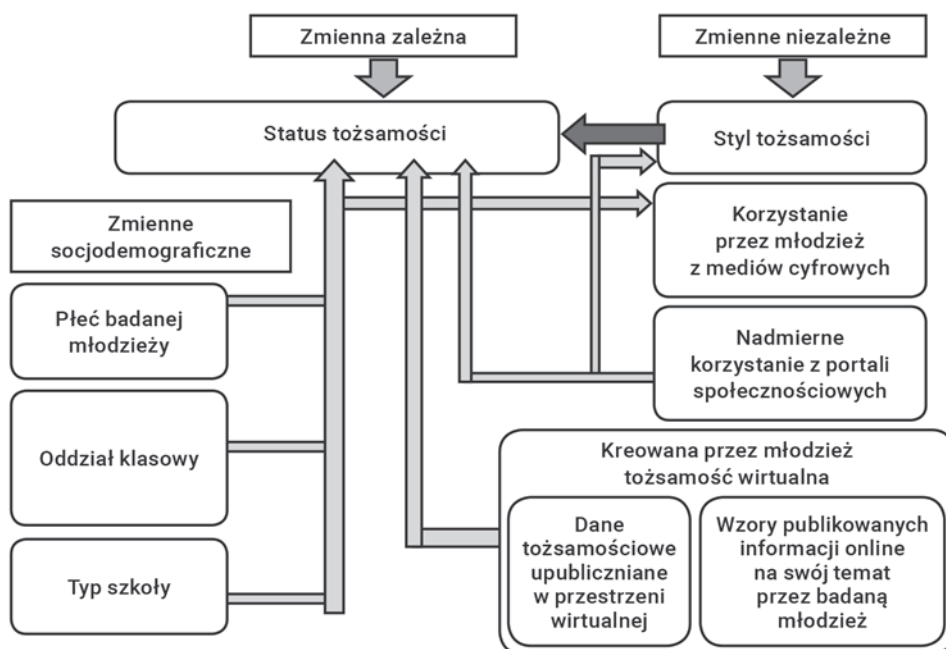 Zmienna zależna
Zmienne niezależne
Status tożsamości
Styl tożsamości
Zmienne
socjodemograficzne
Korzystanie
przez młodzież
z mediów cyfrowych
Płeć badanej
młodzieży
Nadmierne
korzystanie z portali
społecznościowych
Oddział klasowy
Kreowana przez młodzież
tożsamość wirtualna
Typ szkoły
Dane
tożsamościowe
upubliczniane
w przestrzeni
wirtualnej
Wzory publikowanych
informacji online
na swój temat
przez badaną
młodzież